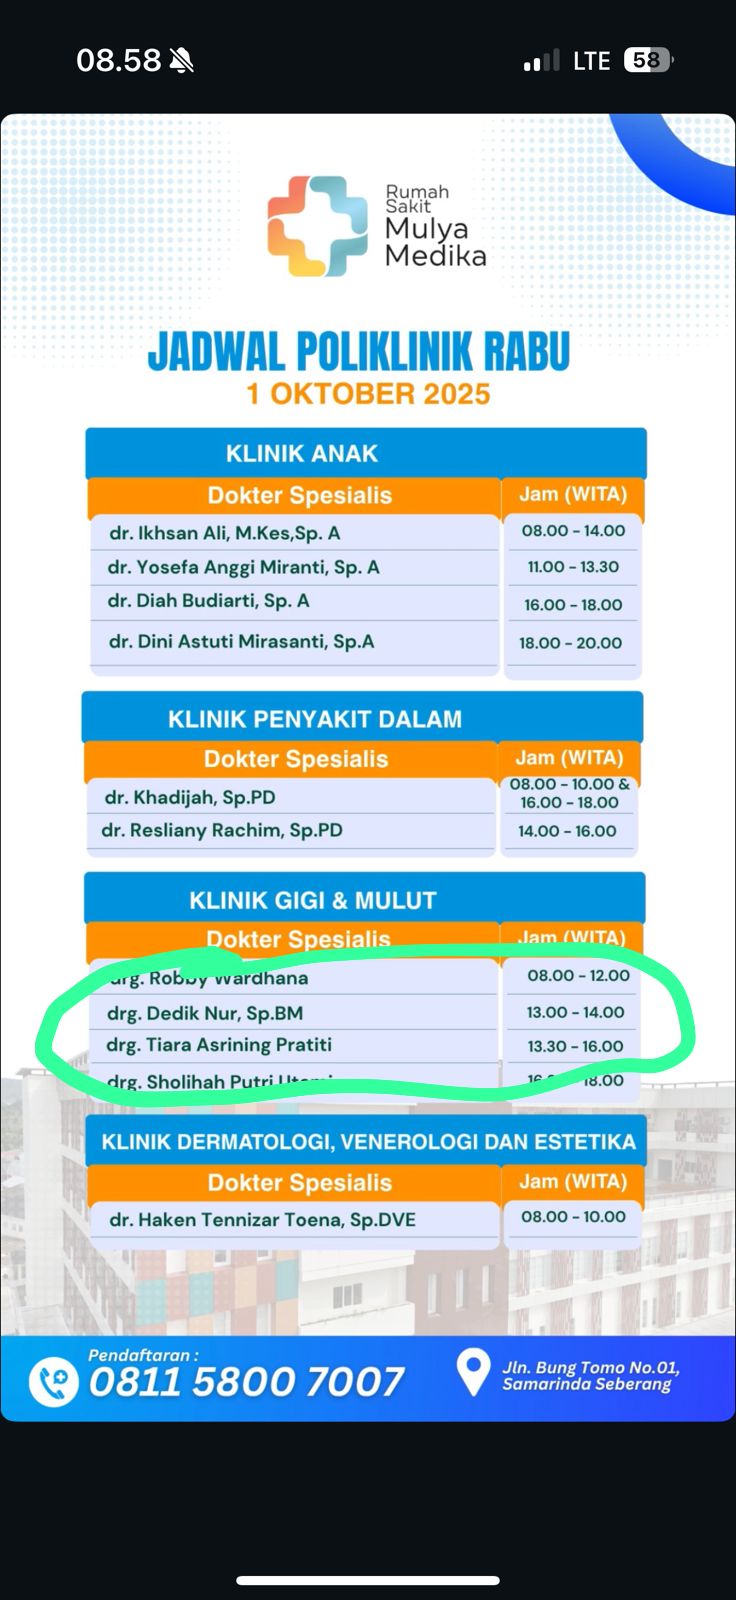 08.58
LTE
58
Rumah
Sakit
Mulya
Medika
JADWAL POLIKLINIK RABU
1 OKTOBER 2025
KLINIK ANAK
Dokter Spesialis Jam (WITA)
dr. Ikhsan Ali, M.Kes,Sp. A 08.00 - 14.00
dr. Yosefa Anggi Miranti, Sp. A 11.00 - 13.30
dr. Diah Budiarti, Sp. A 16.00 - 18.00
dr. Dini Astuti Mirasanti, Sp.A 18.00 - 20.00
KLINIK PENYAKIT DALAM
Dokter Spesialis Jam (WITA)
dr. Khadijah, Sp.PD 08.00 - 10.00 &
16.00 - 18.00
dr. Resliany Rachim, Sp.PD 14.00 - 16.00
KLINIK GIGI & MULUT
Dokter Spesialis Jam (WITA)
drg. Robby Wardhana 08.00 - 12.00
drg. Dedik Nur, Sp.BM 13.00 - 14.00
drg. Tiara Asrining Pratiti 13.30 - 16.00
drg. Sholihah Putri 18.00
KLINIK DERMATOLOGI, VENEROLOGI DAN ESTETIKA
Dokter Spesialis Jam (WITA)
dr. Haken Tennizar Toena, Sp.DVE 08.00 - 10.00
Pendaftaran :
0811 5800 7007
Jln. Bung Tomo No.01,
Samarinda Seberang